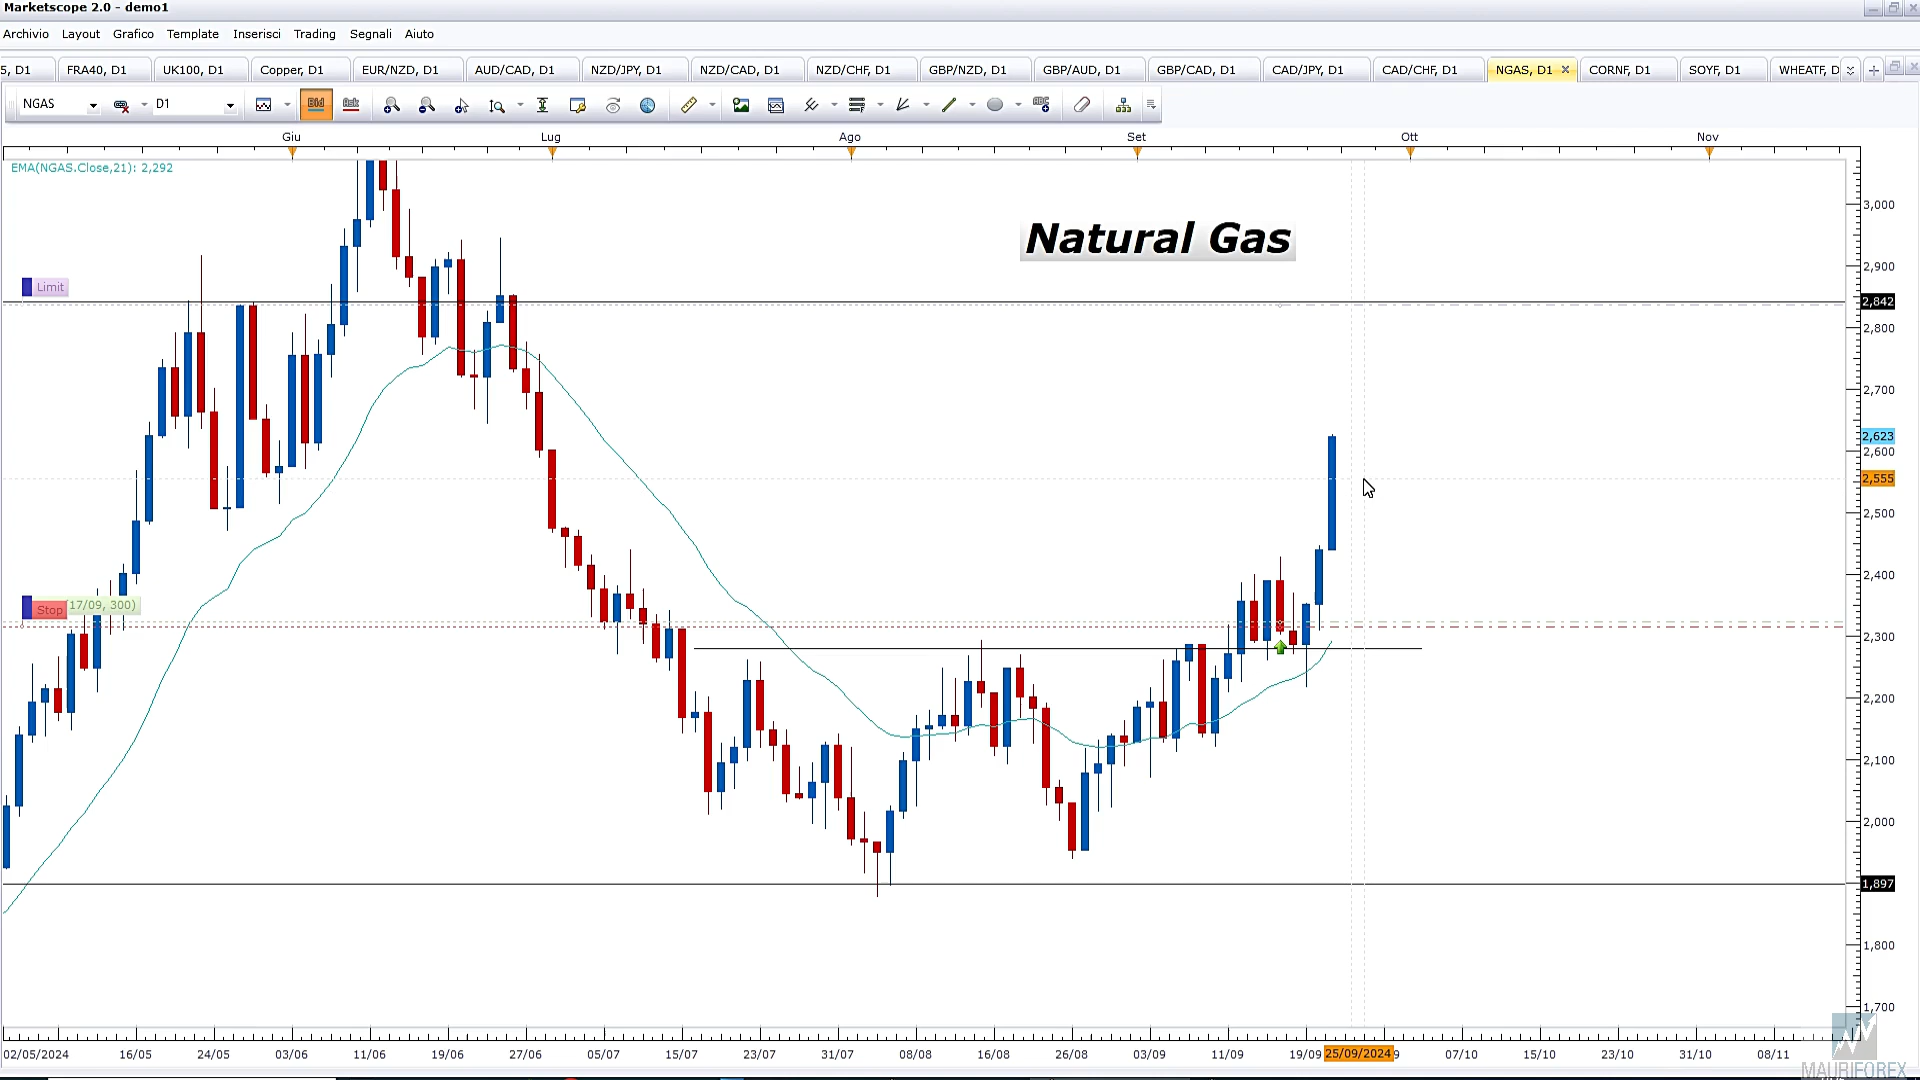 Marketscope 2.0 - demo1
Archivio Layout Grafico Template Inserisci Trading Segnali Aiuto
5, D1 FRA40, D1 UK100, D1 Copper, D1 EUR/NZD, D1 AUD/CAD, D1 NZD/JPY, D1 NZD/CAD, D1 NZD/CHF, D1 GBP/NZD, D1 GBP/AUD, D1 GBP/CAD, D1 CAD/JPY, D1 CAD/CHF, D1 NGAS, D1 CORNF, D1 SOYF, D1 WHEATF, D
NGAS D1 Bid Ask
Giu Lug Ago Set Ott Nov
EMA(NGAS.Close,21): 2,292
3,000
Natural Gas
2,900
Limit
2,842
2,800
2,700
2,623
2,600
2,555
2,500
2,400
Stop 17/09, 300)
2,300
2,200
2,100
2,000
1,897
1,800
1,700
02/05/2024 16/05 24/05 03/06 11/06 19/06 27/06 05/07 15/07 23/07 31/07 08/08 16/08 26/08 03/09 11/09 19/09 25/09/2024 9 07/10 15/10 23/10 31/10 08/11
MAURIFOREX